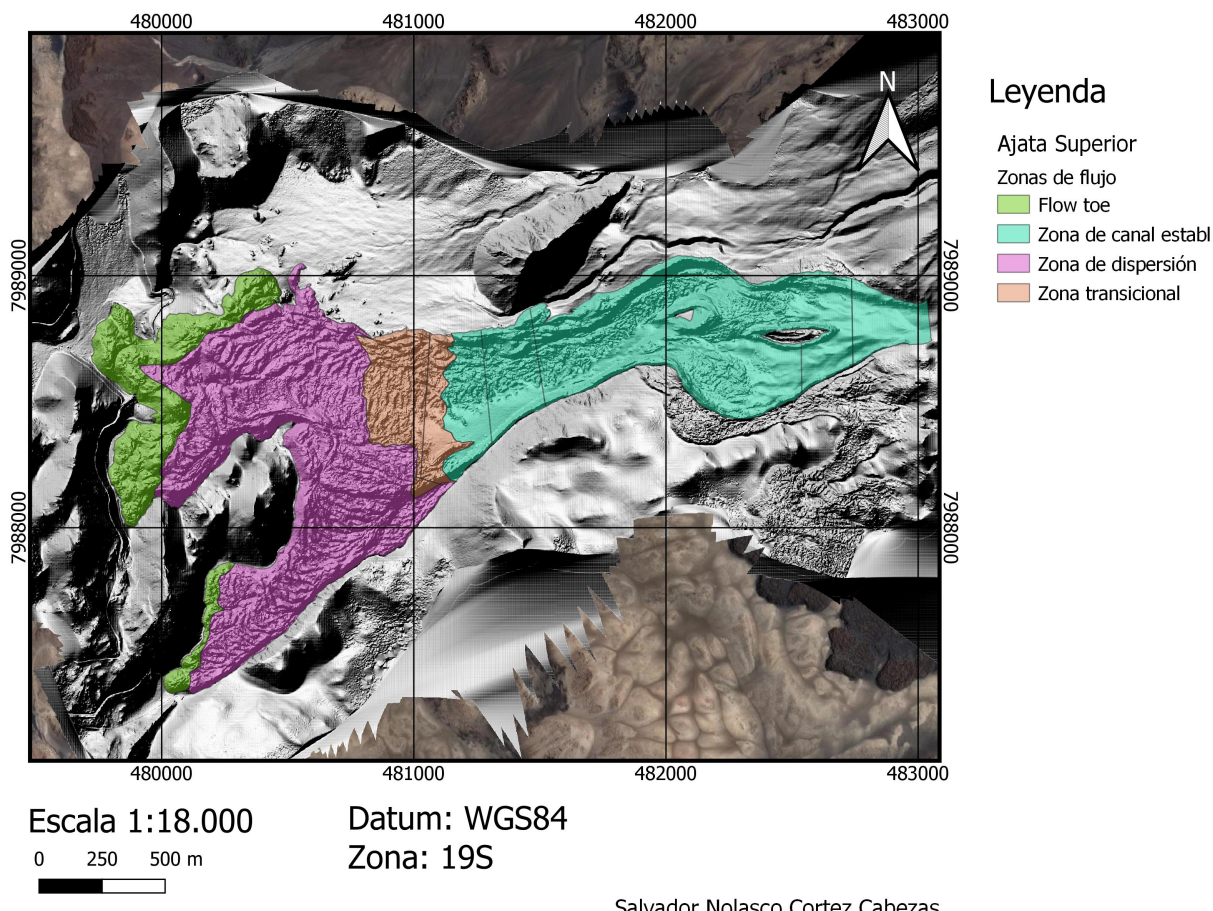 480000 481000 482000 483000
N
Leyenda
Ajata Superior
Zonas de flujo
Flow toe
Zona de canal establ
Zona de dispersión
Zona transicional
7989000 7989000
7988000 7988000
480000 481000 482000 483000
Escala 1:18.000
0 250 500 m
Datum: WGS84
Zona: 19S
Salvador Nolasco Cortez Cabezas